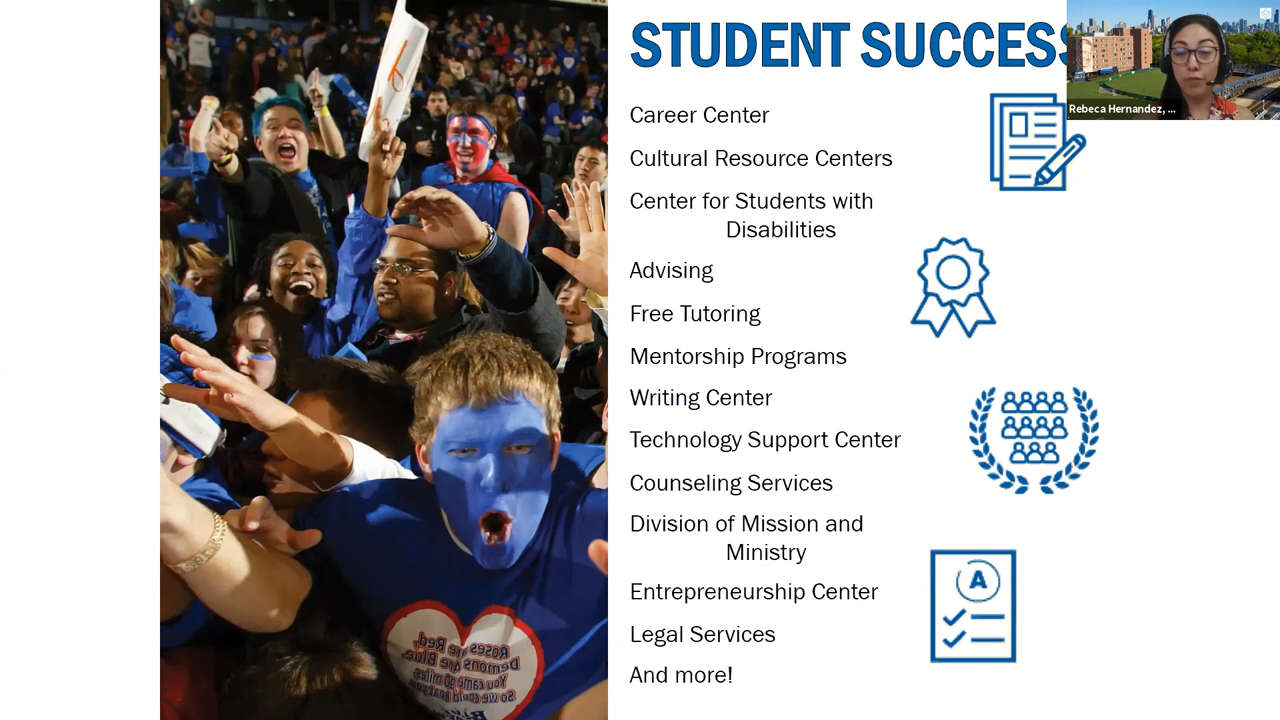 STUDENT SUCCESS
Rebeca Hernandez, ...
Career Center
Cultural Resource Centers
Center for Students with
Disabilities
Advising
Free Tutoring
Mentorship Programs
Writing Center
Technology Support Center
Counseling Services
Division of Mission and
Ministry
Entrepreneurship Center
Legal Services
And more!
A
Roses are Red,
Demons are Blue.
You came 90 miles
So we could beat you.